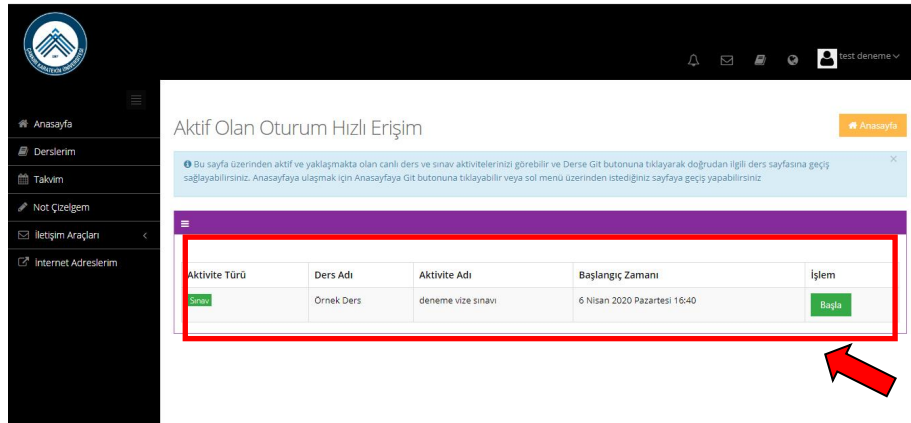 test deneme
Anasayfa
Derslerim
Takvim
Not Çizelgem
İletişim Araçları
İnternet Adreslerim
Aktif Olan Oturum Hızlı Erişim
Anasayfa
Bu sayfa üzerinden aktif ve yaklaşmakta olan canlı ders ve sınav aktivitelerinizi görebilir ve Derse Git butonuna tıklayarak doğrudan ilgili ders sayfasına geçiş
sağlayabilirsiniz. Anasayfaya ulaşmak için Anasayfaya Git butonuna tıklayabilir veya sol menü üzerinden istediğiniz sayfaya geçiş yapabilirsiniz
Aktivite Türü Ders Adı Aktivite Adı Başlangıç Zamanı İşlem
Sınav Örnek Ders deneme vize sınavı 6 Nisan 2020 Pazartesi 16:40 Başla